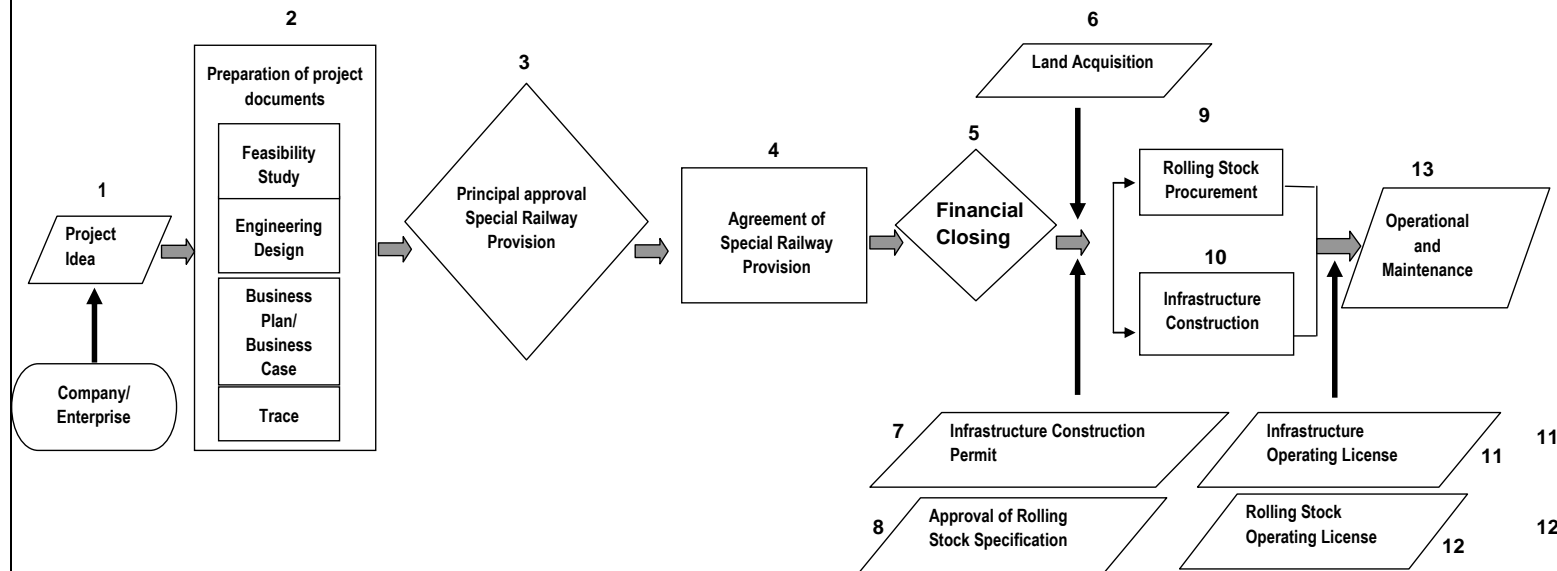 1
Project
Idea
Company/
Enterprise
2
Preparation of project
documents
Feasibility
Study
Engineering
Design
Business
Plan/
Business
Case
Trace
3
Principal approval
Special Railway
Provision
4
Agreement of
Special Railway
Provision
5
Financial
Closing
6
Land Acquisition
7
Infrastructure Construction
Permit
8
Approval of Rolling
Stock Specification
9
Rolling Stock
Procurement
10
Infrastructure
Construction
Infrastructure
Operating License
11
11
Rolling Stock
Operating License
12
12
13
Operational
and
Maintenance